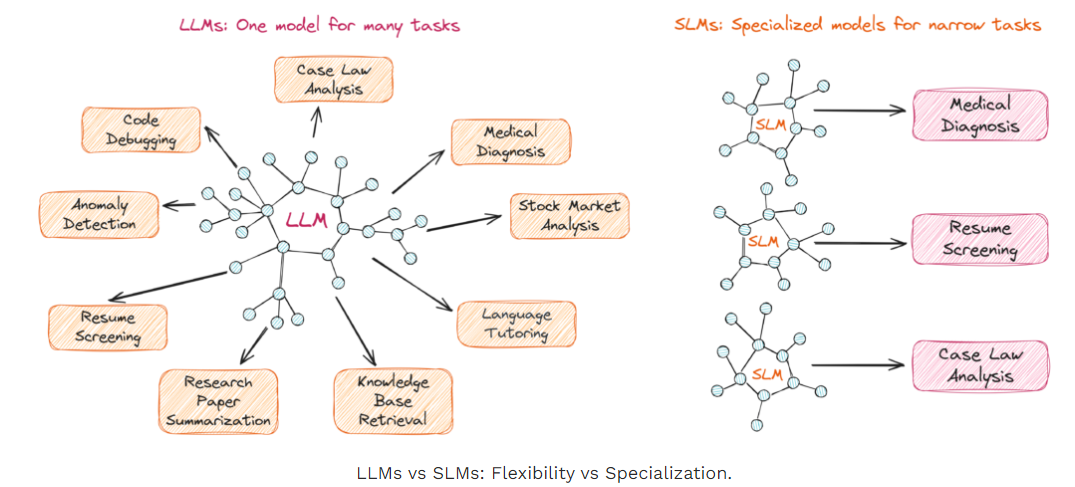 LLMs: One model for many tasks
SLMs: Specialized models for narrow tasks
Case Law
Analysis
Code
Debugging
Medical
Diagnosis
Anomaly
Detection
LLM
Stock Market
Analysis
Resume
Screening
Language
Tutoring
Research
Paper
Summarization
Knowledge
Base
Retrieval
SLM
Medical
Diagnosis
SLM
Resume
Screening
SLM
Case Law
Analysis
LLMs vs SLMs: Flexibility vs Specialization.